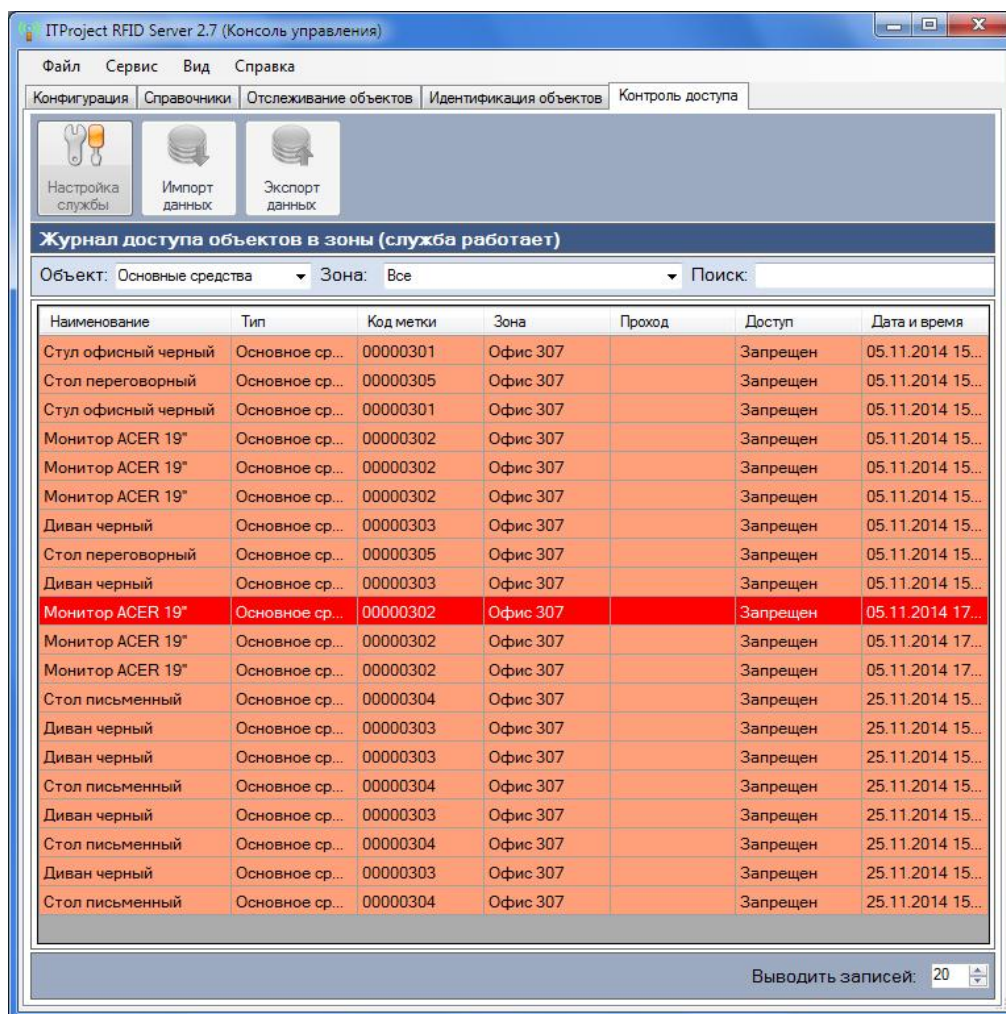 ITProject RFID Server 2.7 (Консоль управления)
Файл Сервис Вид Справка
Конфигурация Справочники Отслеживание объектов Идентификация объектов Контроль доступа
Настройка службы
Импорт данных
Экспорт данных
Журнал доступа объектов в зоны (служба работает)
Объект: Основные средства Зона: Все Поиск:
Наименование Тип Код метки Зона Проход Доступ Дата и время
Стул офисный черный Основное ср... 00000301 Офис 307 Запрещен 05.11.2014 15...
Стол переговорный Основное ср... 00000305 Офис 307 Запрещен 05.11.2014 15...
Стул офисный черный Основное ср... 00000301 Офис 307 Запрещен 05.11.2014 15...
Монитор ACER 19" Основное ср... 00000302 Офис 307 Запрещен 05.11.2014 15...
Монитор ACER 19" Основное ср... 00000302 Офис 307 Запрещен 05.11.2014 15...
Монитор ACER 19" Основное ср... 00000302 Офис 307 Запрещен 05.11.2014 15...
Диван черный Основное ср... 00000303 Офис 307 Запрещен 05.11.2014 15...
Стол переговорный Основное ср... 00000305 Офис 307 Запрещен 05.11.2014 15...
Диван черный Основное ср... 00000303 Офис 307 Запрещен 05.11.2014 15...
Монитор ACER 19" Основное ср... 00000302 Офис 307 Запрещен 05.11.2014 17...
Монитор ACER 19" Основное ср... 00000302 Офис 307 Запрещен 05.11.2014 17...
Монитор ACER 19" Основное ср... 00000302 Офис 307 Запрещен 05.11.2014 17...
Стол письменный Основное ср... 00000304 Офис 307 Запрещен 25.11.2014 15...
Диван черный Основное ср... 00000303 Офис 307 Запрещен 25.11.2014 15...
Диван черный Основное ср... 00000303 Офис 307 Запрещен 25.11.2014 15...
Стол письменный Основное ср... 00000304 Офис 307 Запрещен 25.11.2014 15...
Диван черный Основное ср... 00000303 Офис 307 Запрещен 25.11.2014 15...
Стол письменный Основное ср... 00000304 Офис 307 Запрещен 25.11.2014 15...
Диван черный Основное ср... 00000303 Офис 307 Запрещен 25.11.2014 15...
Стол письменный Основное ср... 00000304 Офис 307 Запрещен 25.11.2014 15...
Выводить записей: 20